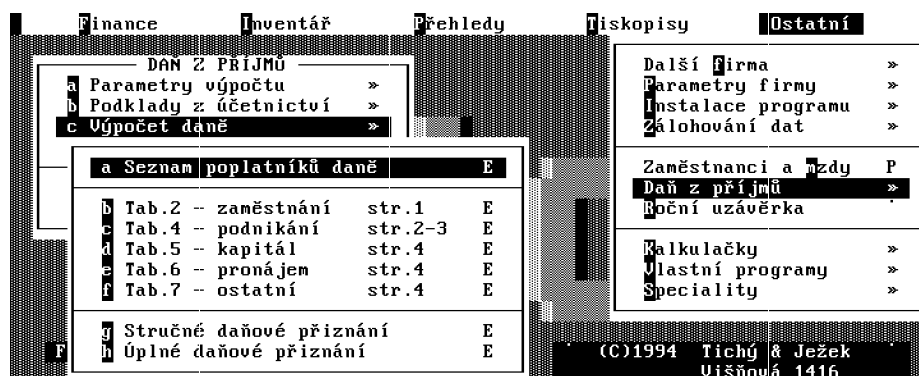 Finance Inventář Přehledy Tiskopisy Ostatní
DAŇ Z PŘÍJMŮ
a Parametry výpočtu »
b Podklady z účetnictví »
c Výpočet daně »
a Seznam poplatníků daně E
b Tab.2 - zaměstnání str.1 E
c Tab.4 - podnikání str.2-3 E
d Tab.5 - kapitál str.4 E
e Tab.6 - pronájem str.4 E
f Tab.7 - ostatní str.4 E
g Stručné daňové přiznání E
h Úplné daňové přiznání E
Další firma »
Parametry firmy »
Instalace programu »
Zálohování dat »
Zaměstnanci a mzdy P
Daň z příjmů »
Roční uzávěrka
Kalkulačky »
Vlastní programy »
Speciality »
F
(C)1994 Tichý & Ježek
Višňová 1416